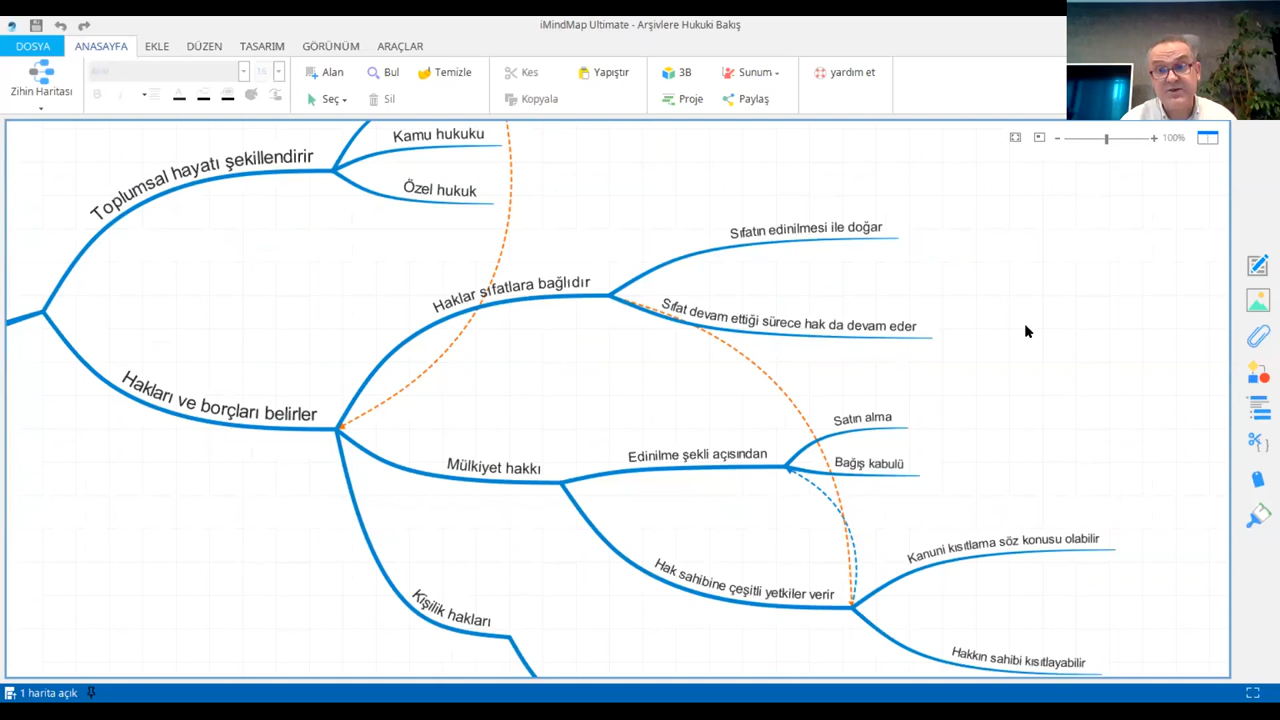 iMindMap Ultimate - Arşivlere Hukuki Bakış
DOSYA
ANASAYFA
EKLE
DÜZEN
TASARIM
GÖRÜNÜM
ARAÇLAR
Zihin Haritası
Arial
16
Alan
Bul
Temizle
Seç
Sil
Kes
Yapıştır
Kopyala
3B
Sunum
Proje
Paylaş
yardım et
100%
Kamu hukuku
Toplumsal hayatı şekillendirir
Özel hukuk
Sıfatın edinilmesi ile doğar
Haklar sıfatlara bağlıdır
Sıfat devam ettiği sürece hak da devam eder
Hakları ve borçları belirler
Satın alma
Edinilme şekli açısından
Bağış kabulü
Mülkiyet hakkı
Kanuni kısıtlama söz konusu olabilir
Hak sahibine çeşitli yetkiler verir
Kişilik hakları
Hakkın sahibi kısıtlayabilir
1 harita açık